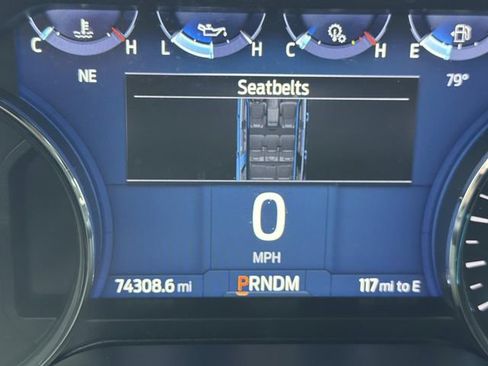 C H L H C H E
NE 79°
Seatbelts
0
MPH
74308.6 mi PRNDM 117 mi to E